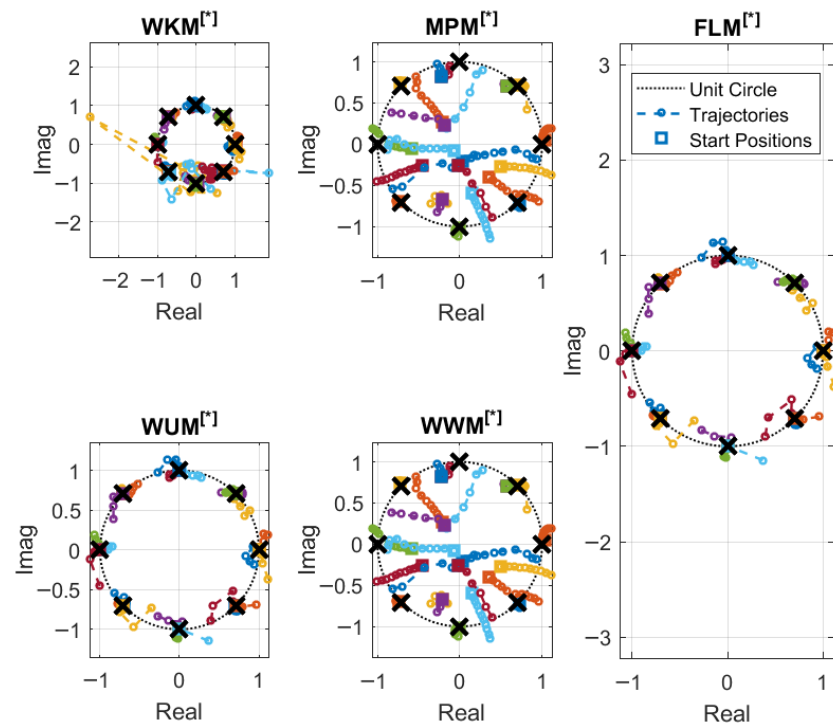 WKM[*]
2
1
0
−1
−2
Imag
−2
−1
0
1
Real
MPM[*]
1
0.5
0
−0.5
−1
Imag
−1
0
1
Real
FLM[*]
3
2
1
0
−1
−2
−3
Imag
−1
0
1
Real
Unit Circle
Trajectories
Start Positions
WUM[*]
1
0.5
0
−0.5
−1
Imag
−1
0
1
Real
WWM[*]
1
0.5
0
−0.5
−1
Imag
−1
0
1
Real